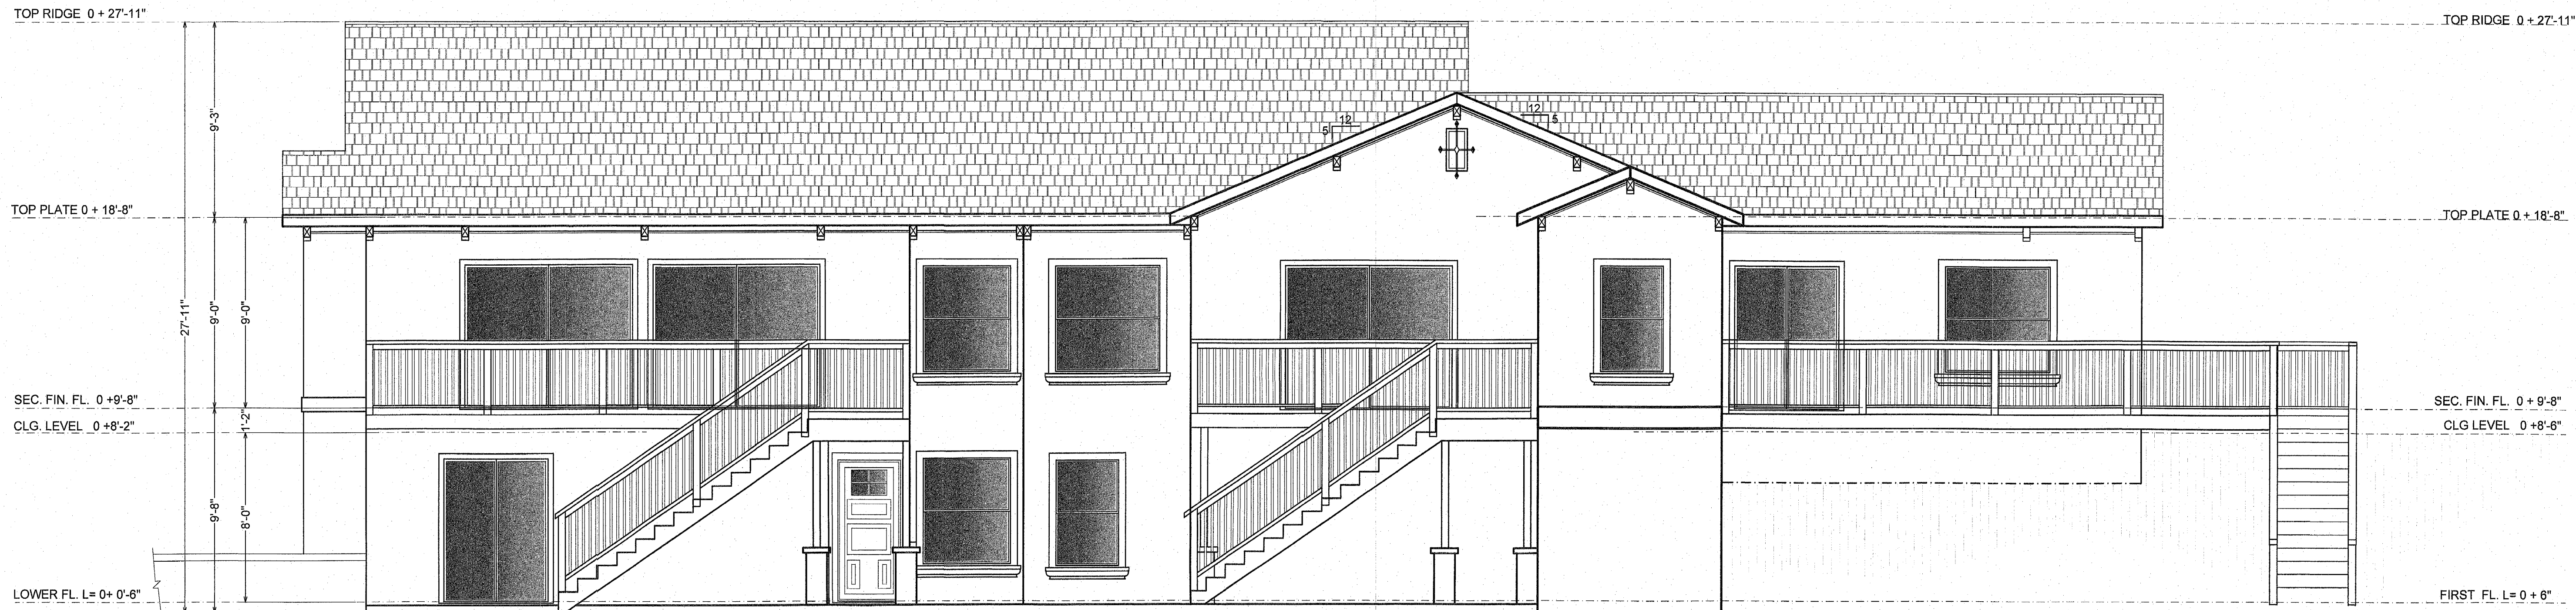 TOP RIDGE 0 + 27'-11"
TOP RIDGE 0 + 27'-11"
9'-3"
12
5
12
5
TOP PLATE 0 + 18'-8"
TOP PLATE 0 + 18'-8"
27'-11"
9'-0"
9'-0"
SEC. FIN. FL. 0 +9'-8"
SEC. FIN. FL. 0 + 9'-8"
1'-2"
CLG. LEVEL 0 +8'-2"
CLG LEVEL 0 +8'-6"
9'-8"
8'-0"
LOWER FL. L= 0+ 0'-6"
FIRST FL. L= 0 + 6"